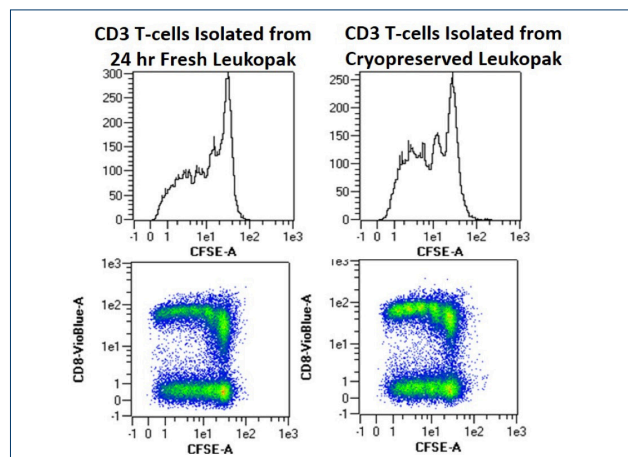 CD3 T-cells Isolated from
24 hr Fresh Leukopak
CD3 T-cells Isolated from
Cryopreserved Leukopak
300
250
200
150
100
50
0
-1 0 1 1e1 1e2 1e3
CFSE-A
250
200
150
100
50
0
-1 0 1 1e1 1e2 1e3
CFSE-A
CD8-VioBlue-A
1e3
1e2
1e1
1
0
-1
-1 0 1 1e1 1e2 1e3
CFSE-A
CD8-VioBlue-A
1e3
1e2
1e1
1
0
-1
-1 0 1 1e1 1e2 1e3
CFSE-A